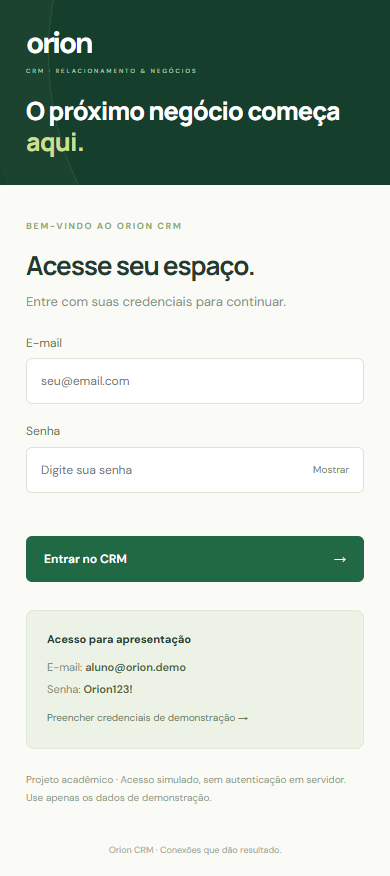 orion
CRM · RELACIONAMENTO & NEGÓCIOS
O próximo negócio começa
aqui.
BEM-VINDO AO ORION CRM
Acesse seu espaço.
Entre com suas credenciais para continuar.
E-mail
seu@email.com
Senha
Digite sua senha Mostrar
Entrar no CRM →
Acesso para apresentação
E-mail: aluno@orion.demo
Senha: Orion123!
Preencher credenciais de demonstração →
Projeto acadêmico · Acesso simulado, sem autenticação em servidor.
Use apenas os dados de demonstração.
Orion CRM · Conexões que dão resultado.